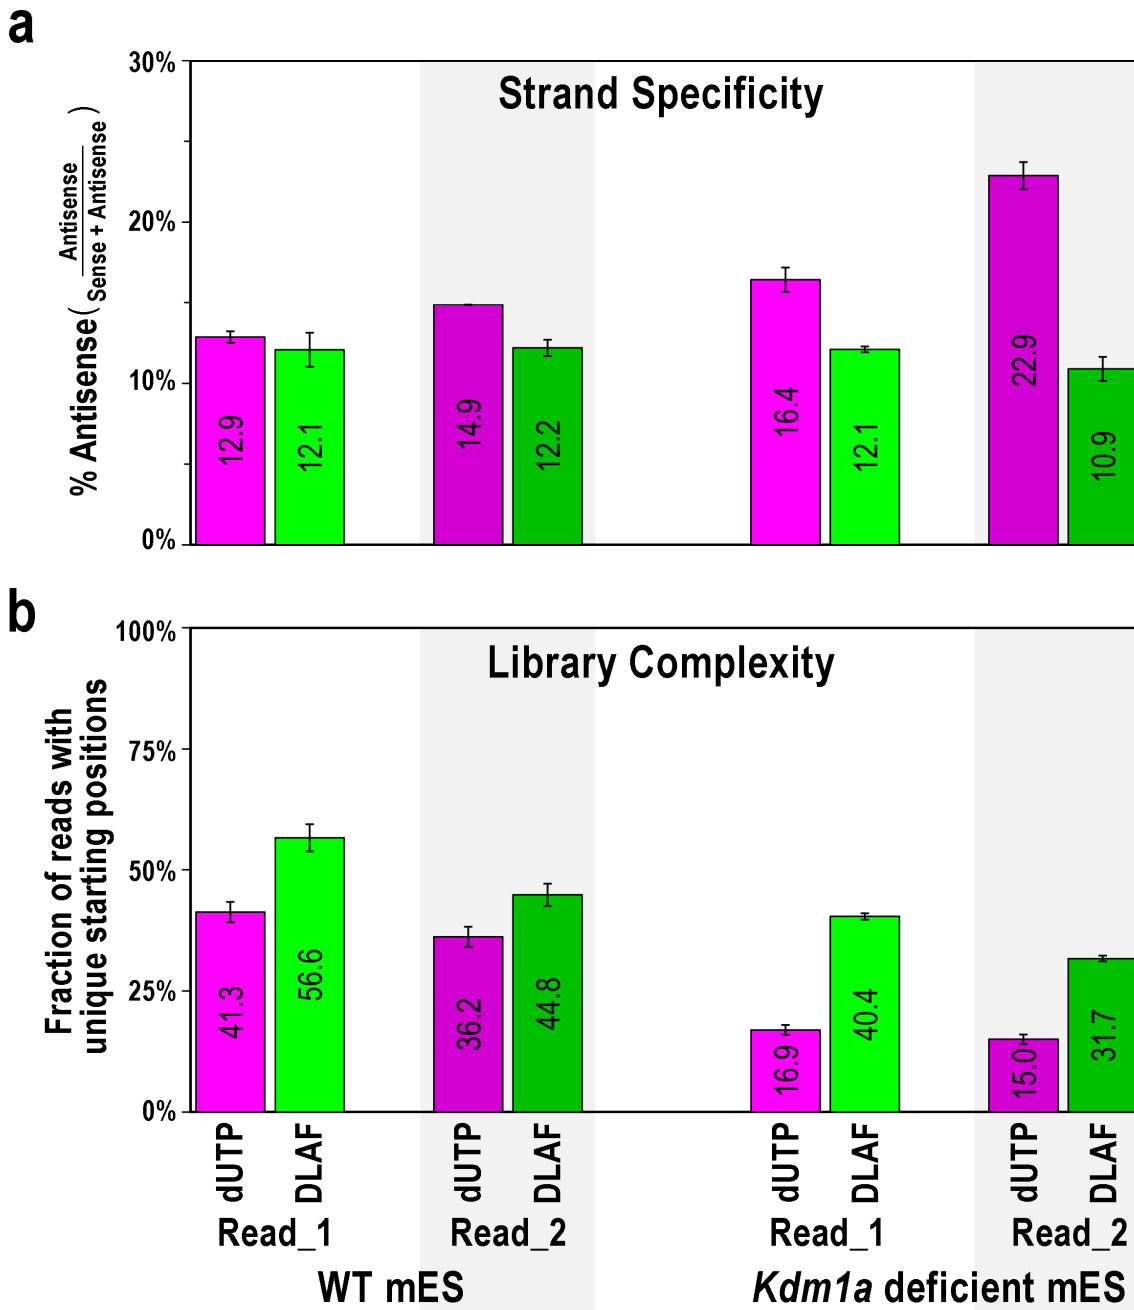 a
Strand Specificity
% Antisense ( Antisense / Sense + Antisense )
30%
20%
10%
0%
12.9
12.1
14.9
12.2
16.4
12.1
22.9
10.9
b
Library Complexity
Fraction of reads with
unique starting positions
100%
75%
50%
25%
0%
41.3
56.6
36.2
44.8
16.9
40.4
15.0
31.7
dUTP DLAF dUTP DLAF dUTP DLAF dUTP DLAF
Read_1 Read_2 Read_1 Read_2
WT mES Kdm1a deficient mES